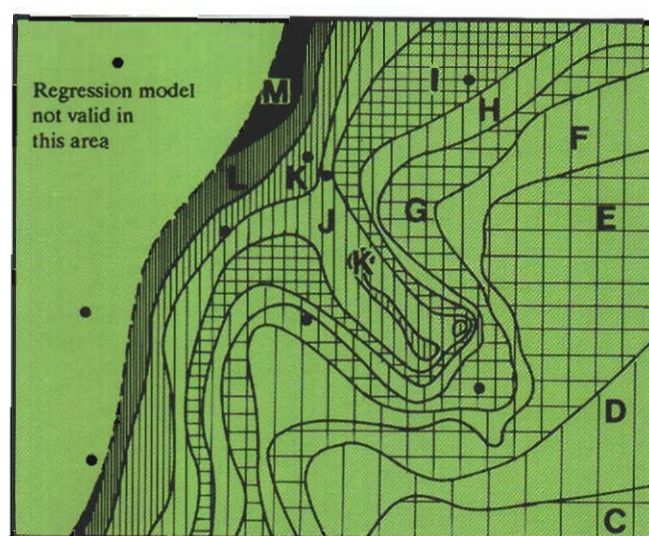 Regression model
not valid in
this area
M
I
H
F
L
K
J
G
E
K
D
C